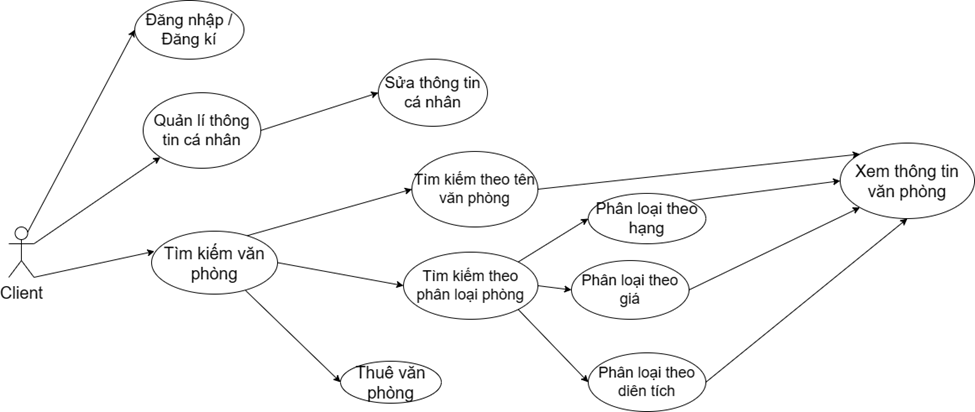 Đăng nhập /
Đăng kí
Sửa thông tin
cá nhân
Quản lí thông
tin cá nhân
Tìm kiếm theo tên
văn phòng
Xem thông tin
văn phòng
Phân loại theo
hạng
Tìm kiếm văn
phòng
Tìm kiếm theo
phân loại phòng
Phân loại theo
giá
Client
Thuê văn
phòng
Phân loại theo
diên tích